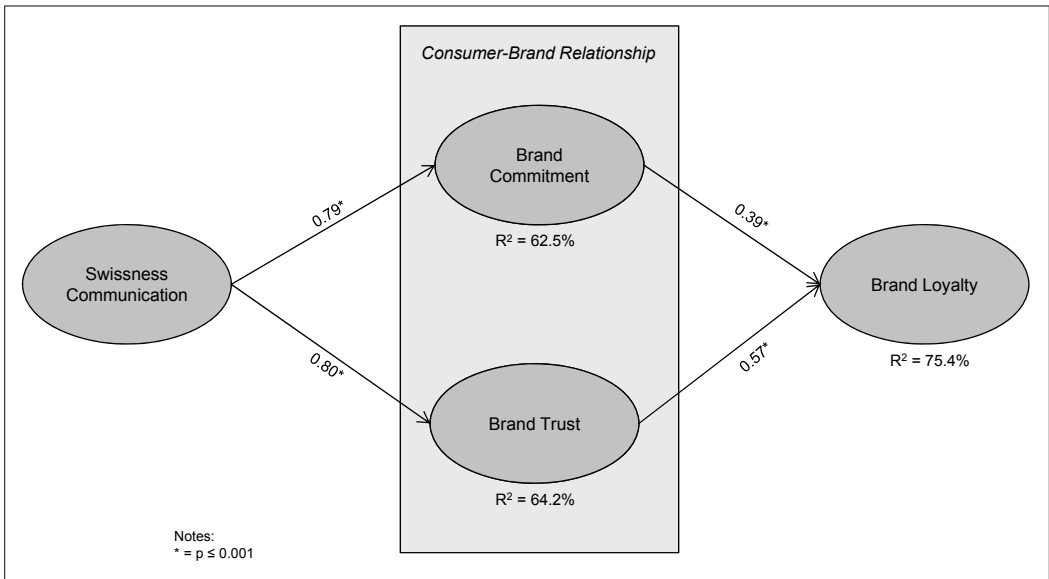 Consumer-Brand Relationship
Brand
Commitment
R² = 62.5%
0.79*
0.39*
Swissness
Communication
Brand Loyalty
R² = 75.4%
0.80*
0.57*
Brand Trust
R² = 64.2%
Notes:
* = p ≤ 0.001